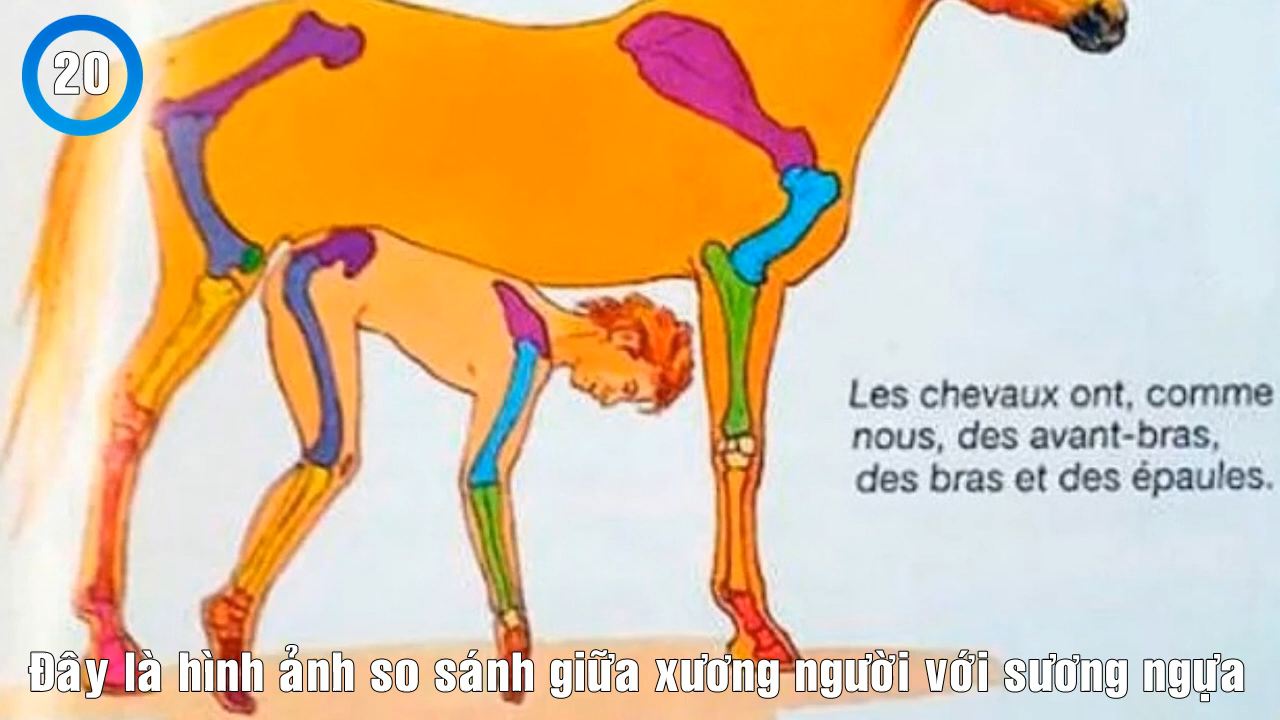 20
Les chevaux ont, comme
nous, des avant-bras,
des bras et des épaules.
Đây là hình ảnh so sánh giữa xương người với sương ngựa